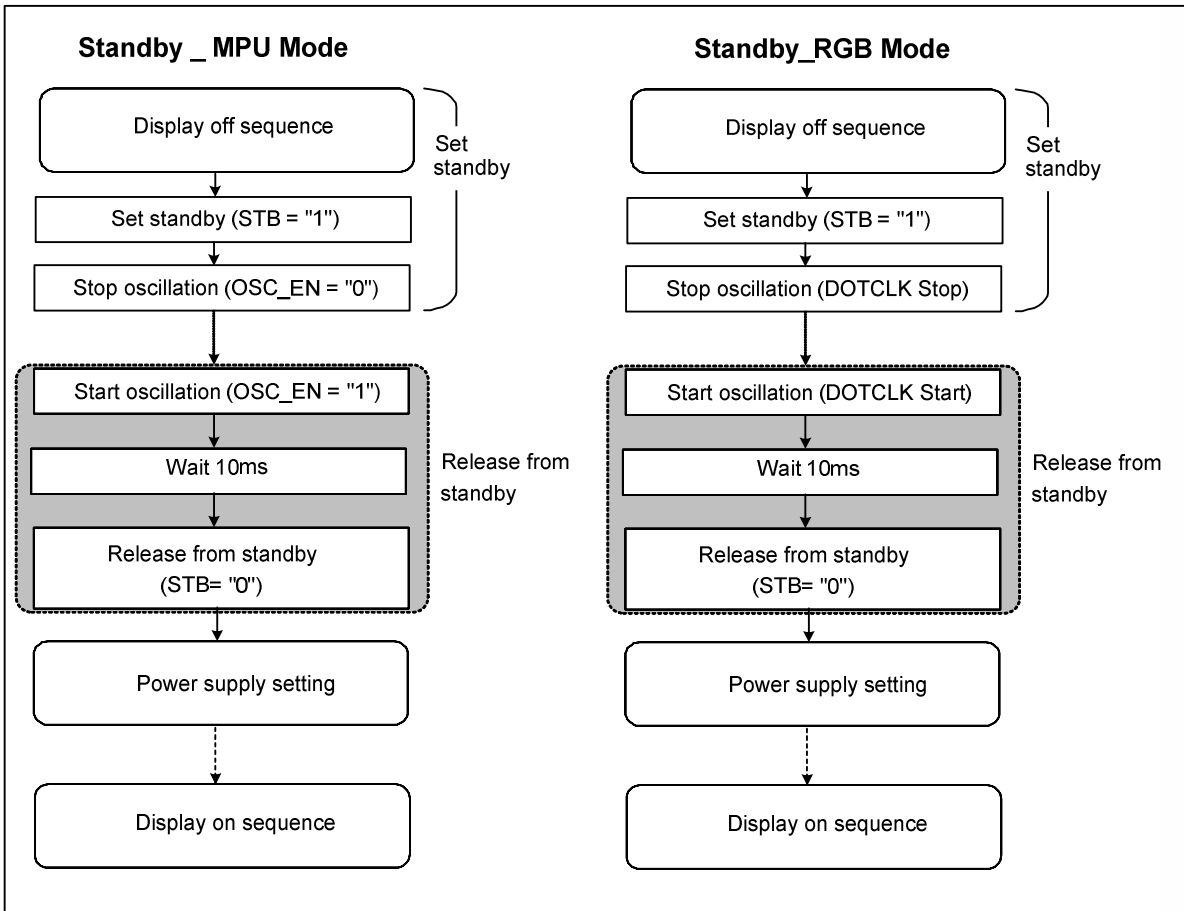 Standby _ MPU Mode
Display off sequence
Set standby (STB = "1")
Stop oscillation (OSC_EN = "0")
Set
standby
Start oscillation (OSC_EN = "1")
Wait 10ms
Release from standby
(STB= "0")
Release from
standby
Power supply setting
Display on sequence
Standby_RGB Mode
Display off sequence
Set standby (STB = "1")
Stop oscillation (DOTCLK Stop)
Set
standby
Start oscillation (DOTCLK Start)
Wait 10ms
Release from standby
(STB= "0")
Release from
standby
Power supply setting
Display on sequence